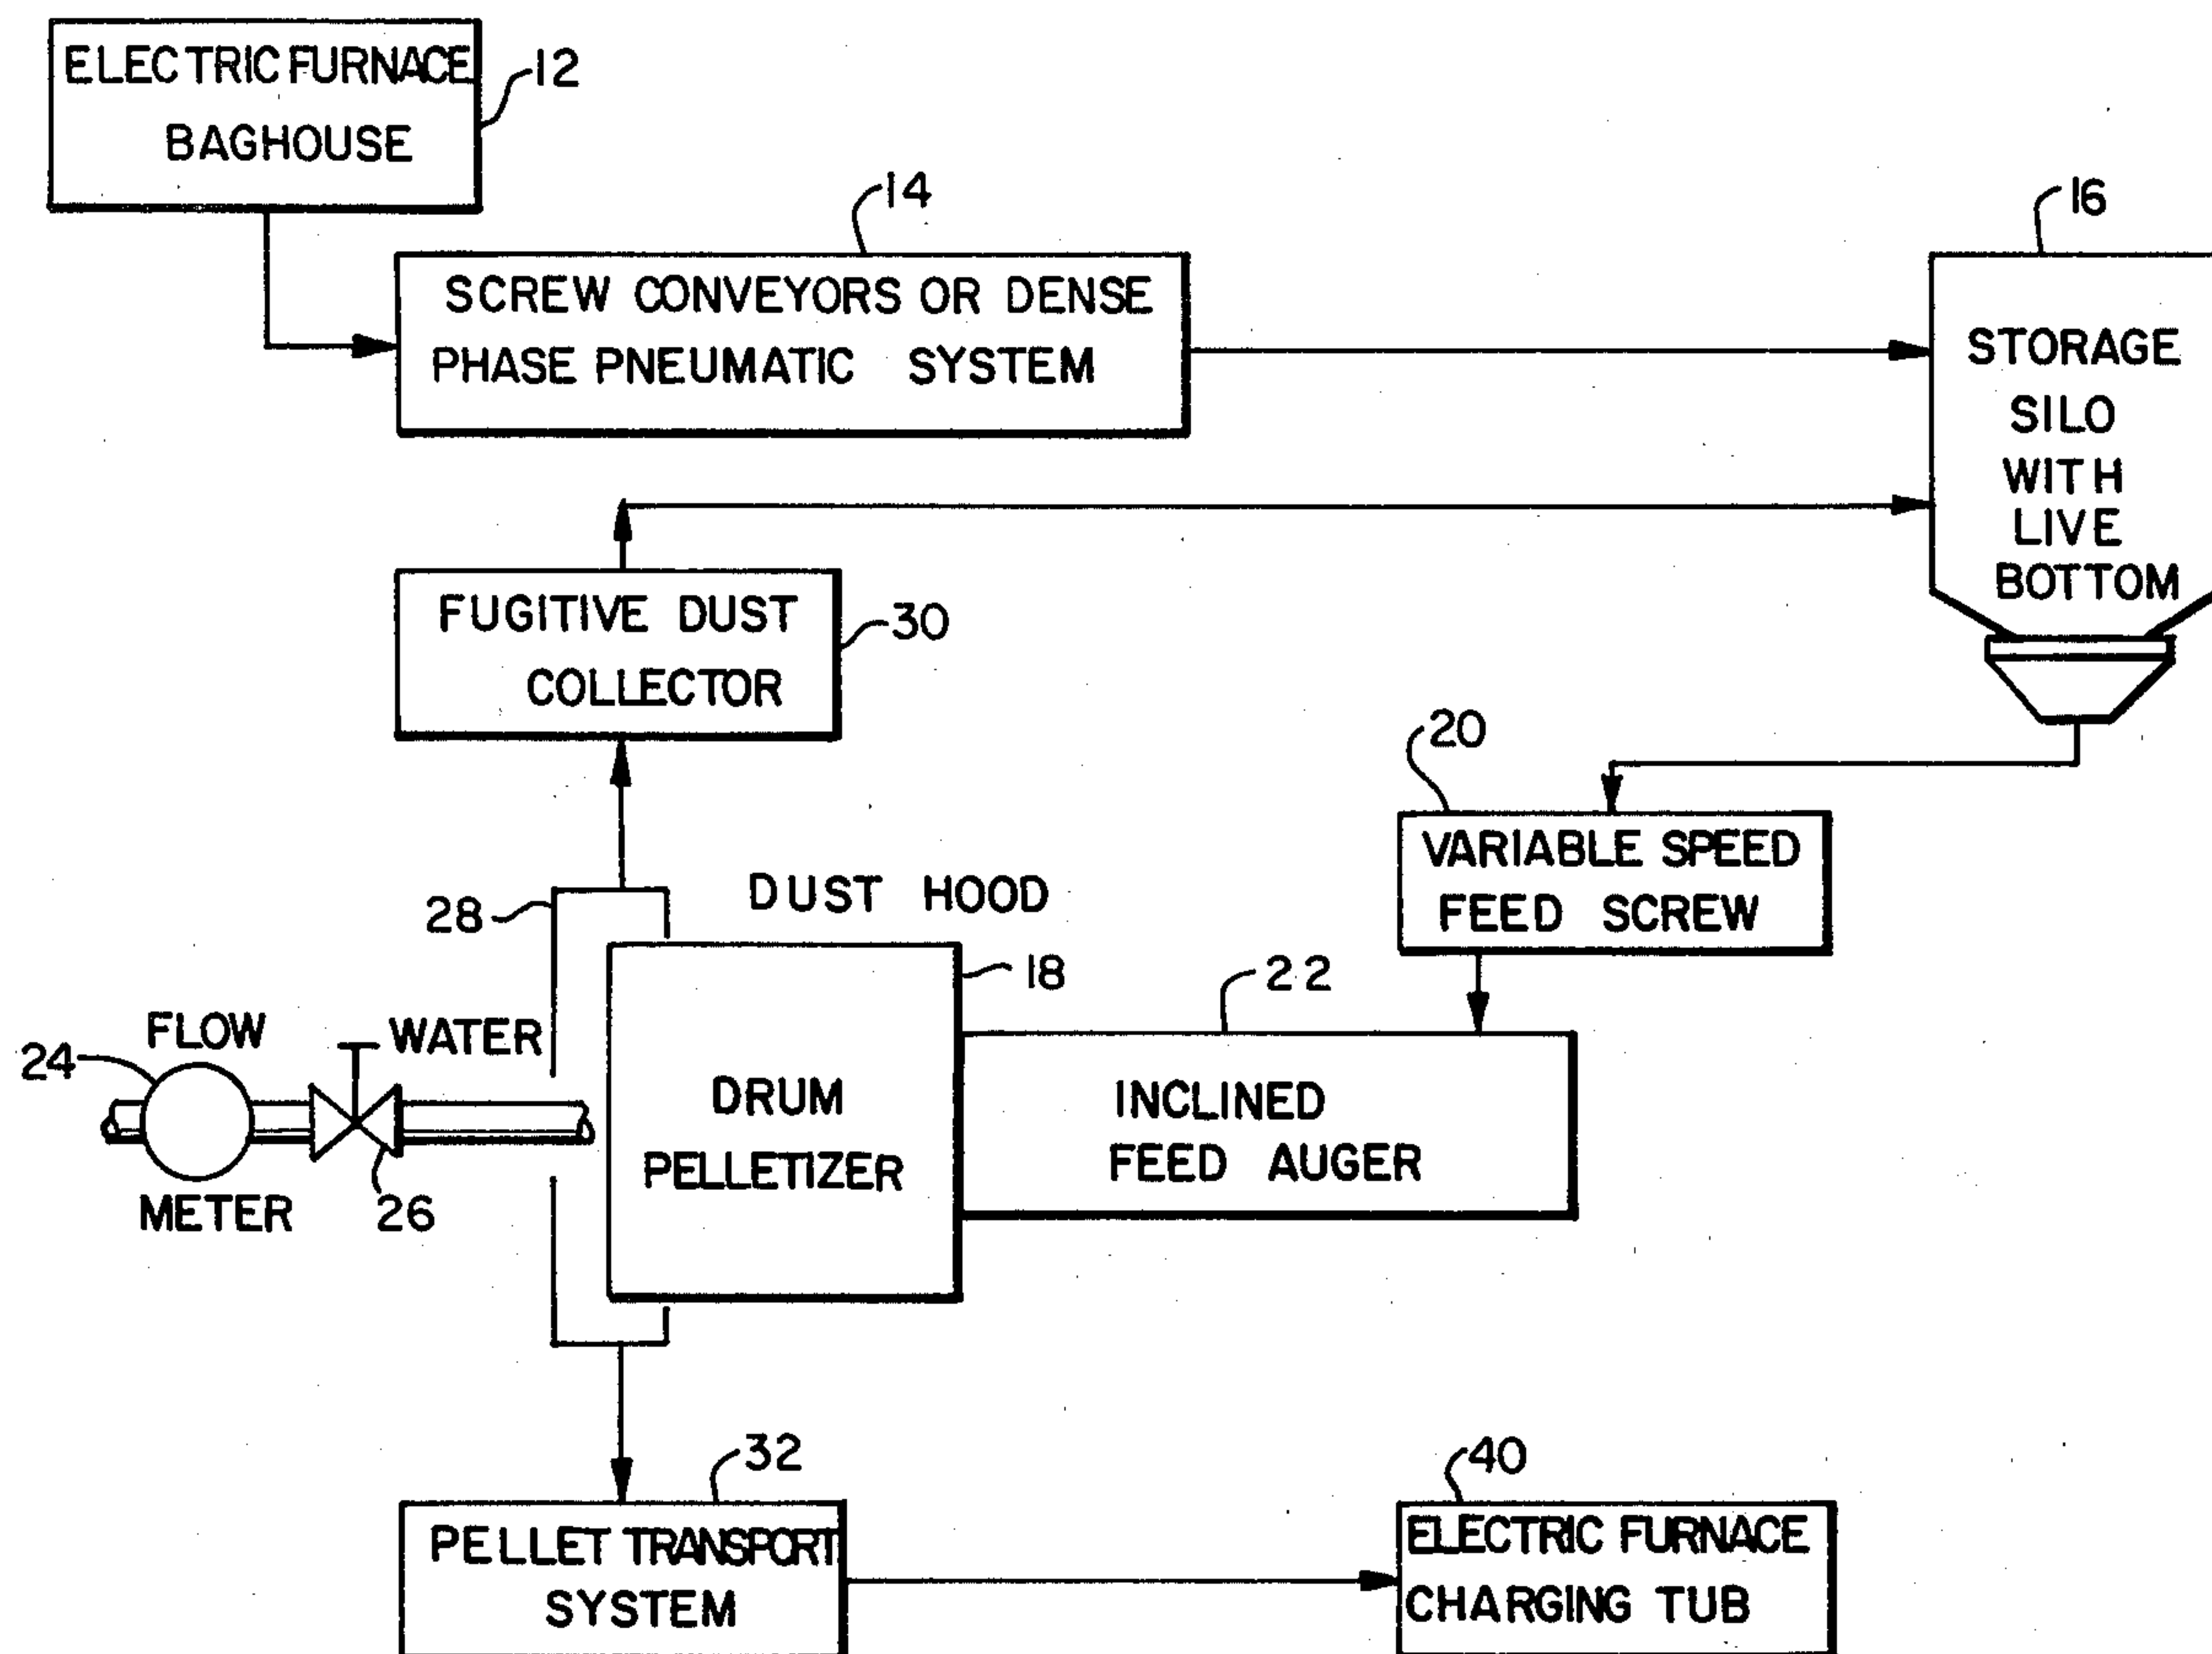 ELECTRIC FURNACE
BAGHOUSE
12
14
SCREW CONVEYORS OR DENSE
PHASE PNEUMATIC SYSTEM
16
STORAGE
SILO
WITH
LIVE
BOTTOM
FUGITIVE DUST
COLLECTOR
30
20
VARIABLE SPEED
FEED SCREW
28
DUST HOOD
18
22
24
FLOW
METER
WATER
26
DRUM
PELLETIZER
INCLINED
FEED AUGER
32
PELLET TRANSPORT
SYSTEM
40
ELECTRIC FURNACE
CHARGING TUB